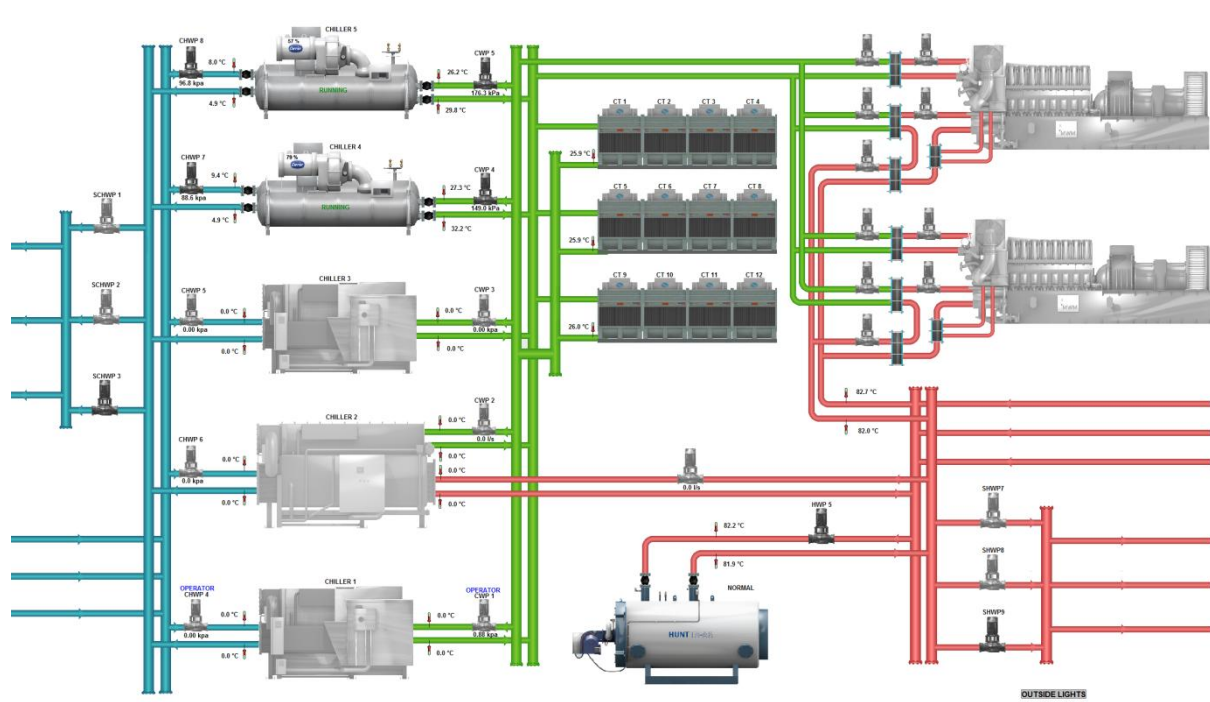 CHWP 8
8.0 °C
96.8 kpa
4.9 °C
CHILLER 5
57 %
Carrier
RUNNING
CWP 5
26.2 °C
176.3 kPa
29.8 °C
CHWP 7
9.4 °C
88.6 kpa
4.9 °C
CHILLER 4
Carrier
RUNNING
CWP 4
27.3 °C
149.0 kPa
32.2 °C
SCHWP 1
SCHWP 2
SCHWP 3
CHWP 5
0.0 °C
0.00 kpa
0.0 °C
CHILLER 3
CWP 3
0.0 °C
0.00 kpa
0.0 °C
CHWP 6
0.0 °C
0.0 kpa
0.0 °C
CHILLER 2
CWP 2
0.0 °C
0.0 l/s
0.0 °C
0.0 °C
0.0 °C
0.0 l/s
OPERATOR
CHWP 4
0.0 °C
0.00 kpa
0.0 °C
CHILLER 1
OPERATOR
CWP 1
0.0 °C
0.0 °C
CT 1 CT 2 CT 3 CT 4
25.9 °C
CT 5 CT 6 CT 7 CT 8
25.9 °C
CT 9 CT 10 CT 11 CT 12
26.0 °C
MWM
MWM
82.7 °C
82.0 °C
HWP 5
82.2 °C
81.9 °C
NORMAL
HUNT
SHWP7
SHWP8
SHWP9
OUTSIDE LIGHTS